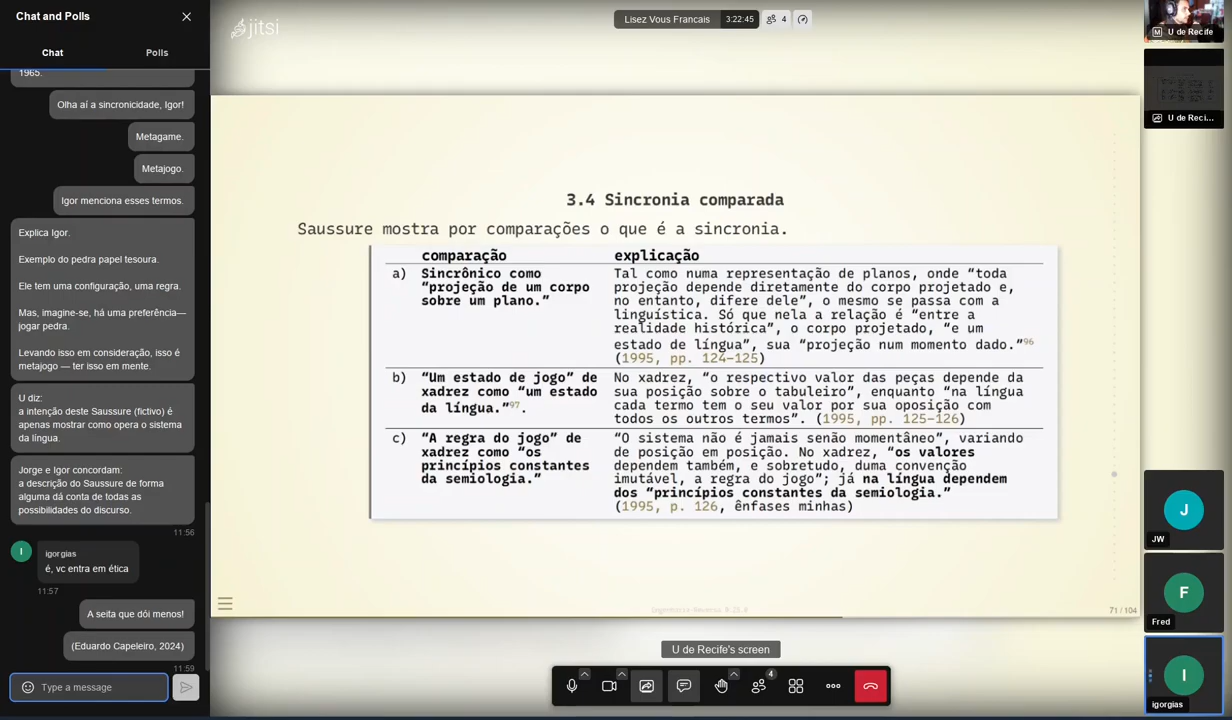 Chat and Polls
Chat
Polls
1965.
Olha aí a sincronicidade, Igor!
Metagame.
Metajogo.
Igor menciona esses termos.
Explica Igor.
Exemplo do pedra papel tesoura.
Ele tem uma configuração, uma regra.
Mas, imagine-se, há uma preferência—
jogar pedra.
Levando isso em consideração, isso é
metajogo — ter isso em mente.
U diz:
a intenção deste Saussure (fictivo) é
apenas mostrar como opera o sistema
da língua.
Jorge e Igor concordam:
a descrição do Saussure de forma
alguma dá conta de todas as
possibilidades do discurso.
11:56
I
igorgias
é, vc entra em ética
11:57
A seita que dói menos!
(Eduardo Capeleiro, 2024)
11:59
Type a message
jitsi
Lisez Vous Francais
3:22:45
4
3.4 Sincronia comparada
Saussure mostra por comparações o que é a sincronia.
comparação
explicação
a) Sincrônico como
"projeção de um corpo
sobre um plano."
Tal como numa representação de planos, onde "toda
projeção depende diretamente do corpo projetado e,
no entanto, difere dele", o mesmo se passa com a
linguística. Só que nela a relação é "entre a
realidade histórica", o corpo projetado, "e um
estado de língua", sua "projeção num momento dado."96
(1995, pp. 124–125)
b) "Um estado de jogo" de
xadrez como "um estado
da língua."97.
No xadrez, "o respectivo valor das peças depende da
sua posição sobre o tabuleiro", enquanto "na língua
cada termo tem o seu valor por sua oposição com
todos os outros termos". (1995, pp. 125–126)
c) "A regra do jogo" de
xadrez como "os
princípios constantes
da semiologia."
"O sistema não é jamais senão momentâneo", variando
de posição em posição. No xadrez, "os valores
dependem também, e sobretudo, duma convenção
imutável, a regra do jogo"; já na língua dependem
dos "princípios constantes da semiologia."
(1995, p. 126, ênfases minhas)
71 / 104
U de Recife's screen
4
M U de Recife
U de Reci...
J
JW
F
Fred
I
igorgias